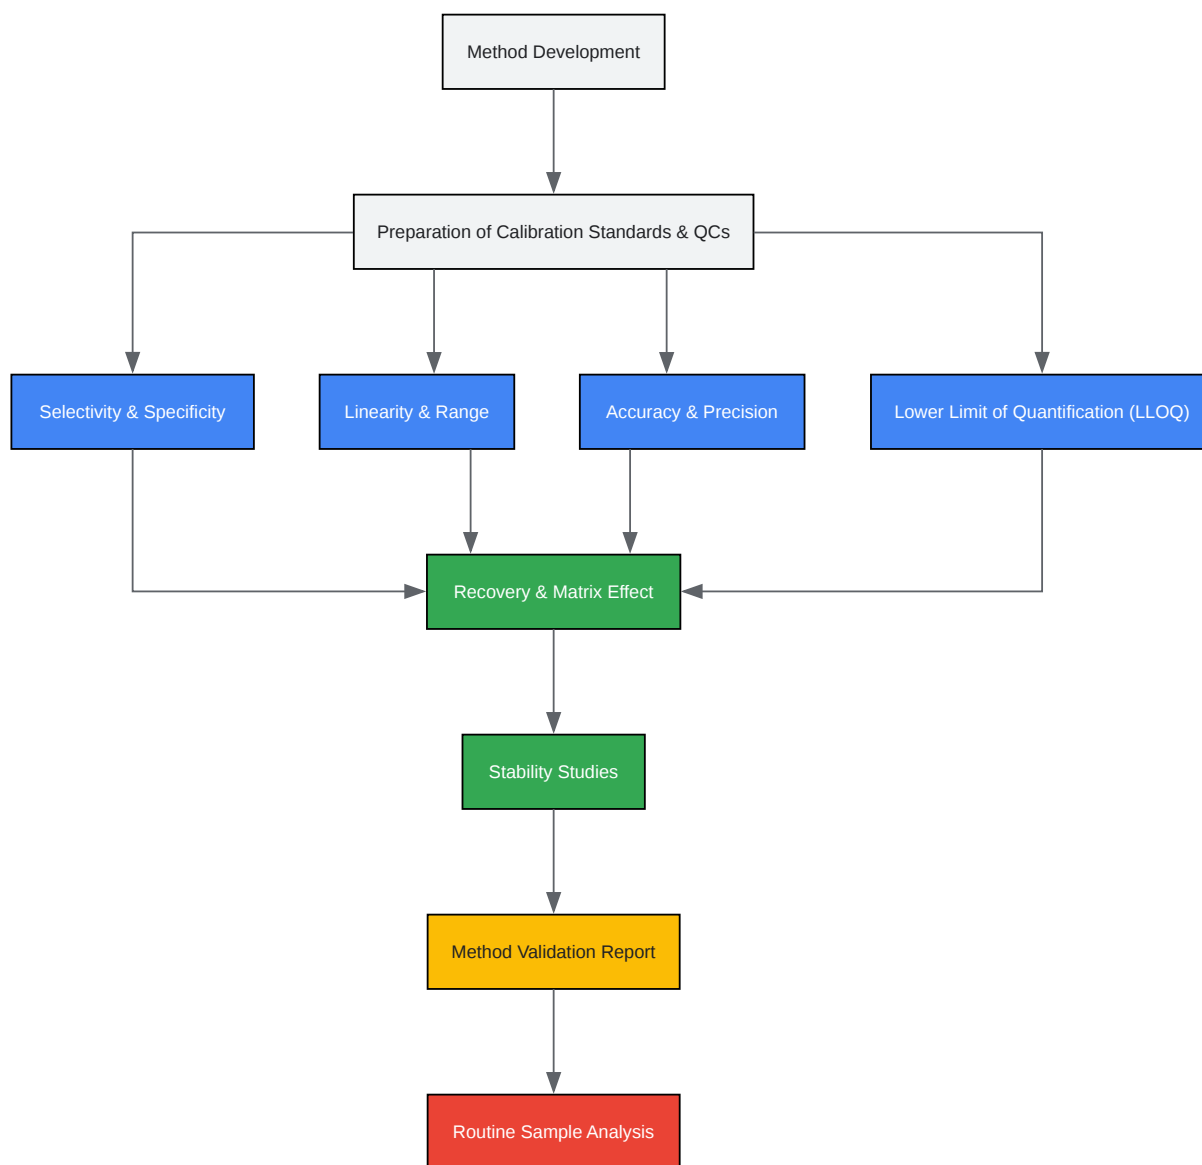 Method Development
Preparation of Calibration Standards & QCs
Selectivity & Specificity
Linearity & Range
Accuracy & Precision
Lower Limit of Quantification (LLOQ)
Recovery & Matrix Effect
Stability Studies
Method Validation Report
Routine Sample Analysis